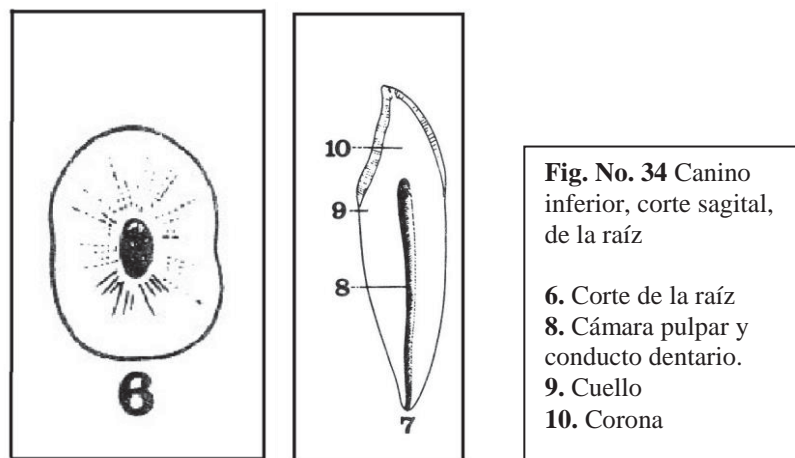 6
10
9
8
7
Fig. No. 34 Canino
inferior, corte sagital,
de la raíz
6. Corte de la raíz
8. Cámara pulpar y
conducto dentario.
9. Cuello
10. Corona